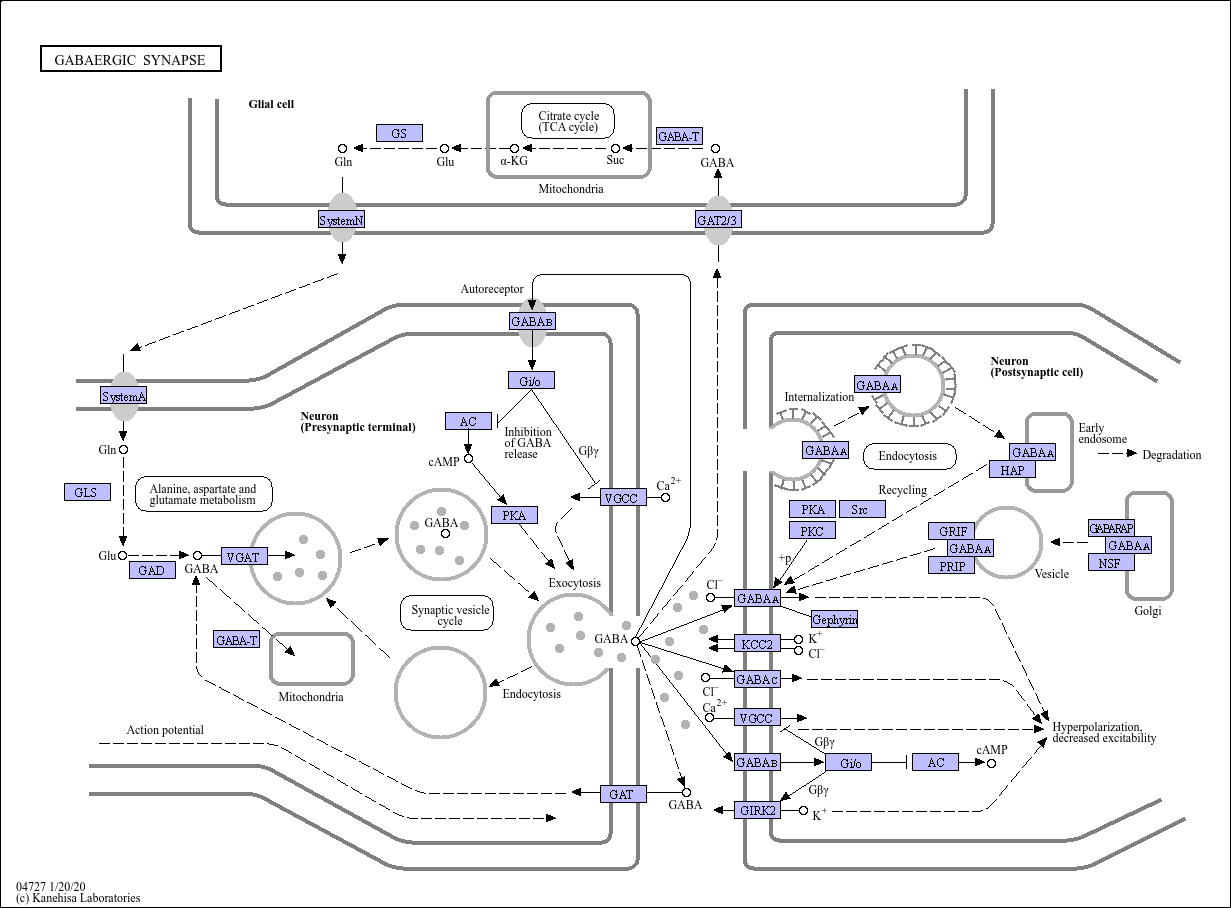 GABAERGIC SYNAPSE
Glial cell
Citrate cycle
(TCA cycle)
GS
GABA-T
Gln
Glu
α-KG
Suc
GABA
Mitochondria
SystemN
GAT2/3
Autoreceptor
GABAB
Gi/o
AC
Inhibition
of GABA
release
Gβγ
cAMP
PKA
VGCC
Ca2+
Neuron
(Presynaptic terminal)
SystemA
Gln
GLS
Alanine, aspartate and
glutamate metabolism
Glu
GAD
GABA
VGAT
GABA
Exocytosis
Synaptic vesicle
cycle
GABA
GABA-T
Mitochondria
Endocytosis
Action potential
GAT
GABA
Neuron
(Postsynaptic cell)
Internalization
GABAA
GABAA
Endocytosis
GABAA
HAP
Early
endosome
Degradation
Recycling
PKA
Src
PKC
+p
GRIF
GABAA
PRIP
Vesicle
GABARAP
GABAA
NSF
Golgi
Cl−
GABAA
Gephyrin
KCC2
K+
Cl−
GABAC
Cl−
Ca2+
VGCC
Gβγ
GABAB
Gi/o
AC
cAMP
Gβγ
GIRK2
K+
Hyperpolarization,
decreased excitability
04727 1/20/20
(c) Kanehisa Laboratories